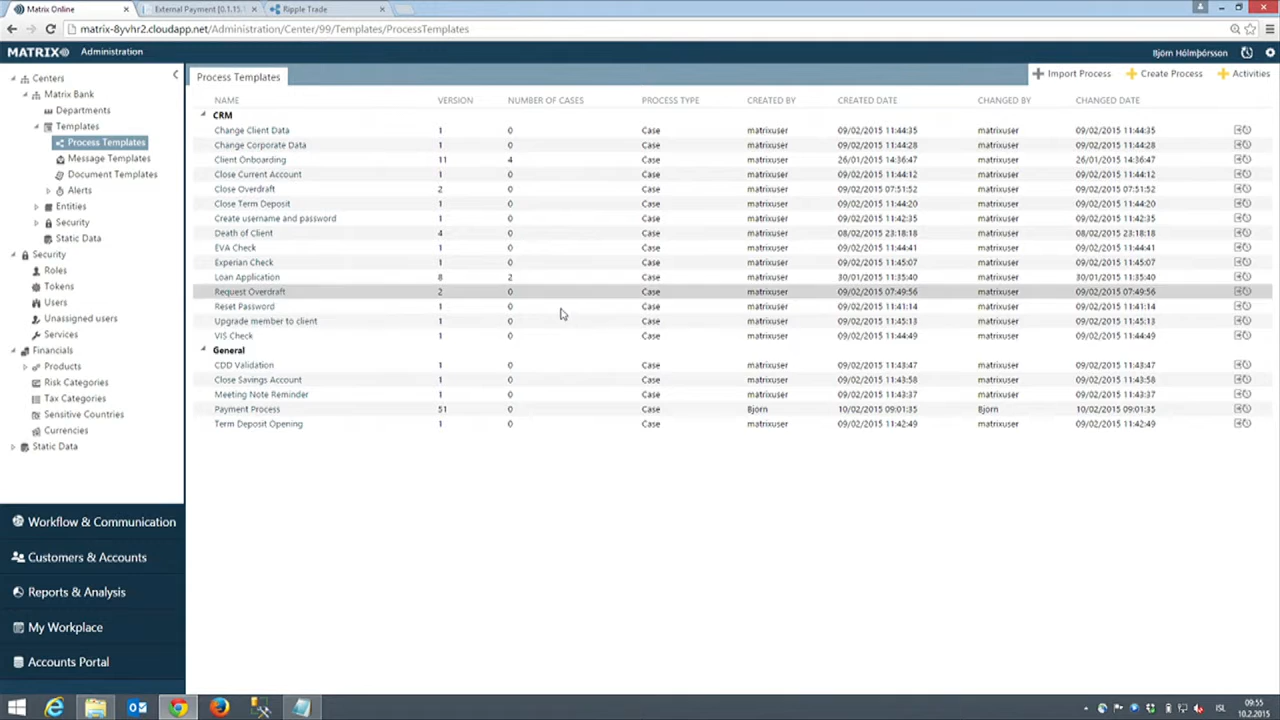 Matrix Online
External Payment [0.1.15.
Ripple Trade
matrix-8yvhr2.cloudapp.net/Administration/Center/99/Templates/ProcessTemplates
MATRIX Administration
Björn Hólmþórsson
Centers
Matrix Bank
Departments
Templates
Process Templates
Message Templates
Document Templates
Alerts
Entities
Security
Static Data
Security
Roles
Tokens
Users
Unassigned users
Services
Financials
Products
Risk Categories
Tax Categories
Sensitive Countries
Currencies
Static Data
Workflow & Communication
Customers & Accounts
Reports & Analysis
My Workplace
Accounts Portal
Process Templates
Import Process Create Process Activities
NAME VERSION NUMBER OF CASES PROCESS TYPE CREATED BY CREATED DATE CHANGED BY CHANGED DATE
CRM
Change Client Data 1 0 Case matrixuser 09/02/2015 11:44:35 matrixuser 09/02/2015 11:44:35
Change Corporate Data 1 0 Case matrixuser 09/02/2015 11:44:28 matrixuser 09/02/2015 11:44:28
Client Onboarding 11 4 Case matrixuser 26/01/2015 14:36:47 matrixuser 26/01/2015 14:36:47
Close Current Account 1 0 Case matrixuser 09/02/2015 11:44:12 matrixuser 09/02/2015 11:44:12
Close Overdraft 2 0 Case matrixuser 09/02/2015 07:51:52 matrixuser 09/02/2015 07:51:52
Close Term Deposit 1 0 Case matrixuser 09/02/2015 11:44:20 matrixuser 09/02/2015 11:44:20
Create username and password 1 0 Case matrixuser 09/02/2015 11:42:35 matrixuser 09/02/2015 11:42:35
Death of Client 4 0 Case matrixuser 08/02/2015 23:18:18 matrixuser 08/02/2015 23:18:18
EVA Check 1 0 Case matrixuser 09/02/2015 11:44:41 matrixuser 09/02/2015 11:44:41
Experian Check 1 0 Case matrixuser 09/02/2015 11:45:07 matrixuser 09/02/2015 11:45:07
Loan Application 8 2 Case matrixuser 30/01/2015 11:35:40 matrixuser 30/01/2015 11:35:40
Request Overdraft 2 0 Case matrixuser 09/02/2015 07:49:56 matrixuser 09/02/2015 07:49:56
Reset Password 1 0 Case matrixuser 09/02/2015 11:41:14 matrixuser 09/02/2015 11:41:14
Upgrade member to client 1 0 Case matrixuser 09/02/2015 11:45:13 matrixuser 09/02/2015 11:45:13
VIS Check 1 0 Case matrixuser 09/02/2015 11:44:49 matrixuser 09/02/2015 11:44:49
General
CDD Validation 1 0 Case matrixuser 09/02/2015 11:43:47 matrixuser 09/02/2015 11:43:47
Close Savings Account 1 0 Case matrixuser 09/02/2015 11:43:58 matrixuser 09/02/2015 11:43:58
Meeting Note Reminder 1 0 Case matrixuser 09/02/2015 11:43:37 matrixuser 09/02/2015 11:43:37
Payment Process 51 0 Case Bjorn 10/02/2015 09:01:35 Bjorn 10/02/2015 09:01:35
Term Deposit Opening 1 0 Case matrixuser 09/02/2015 11:42:49 matrixuser 09/02/2015 11:42:49
ISL
09:55
10.2.2015